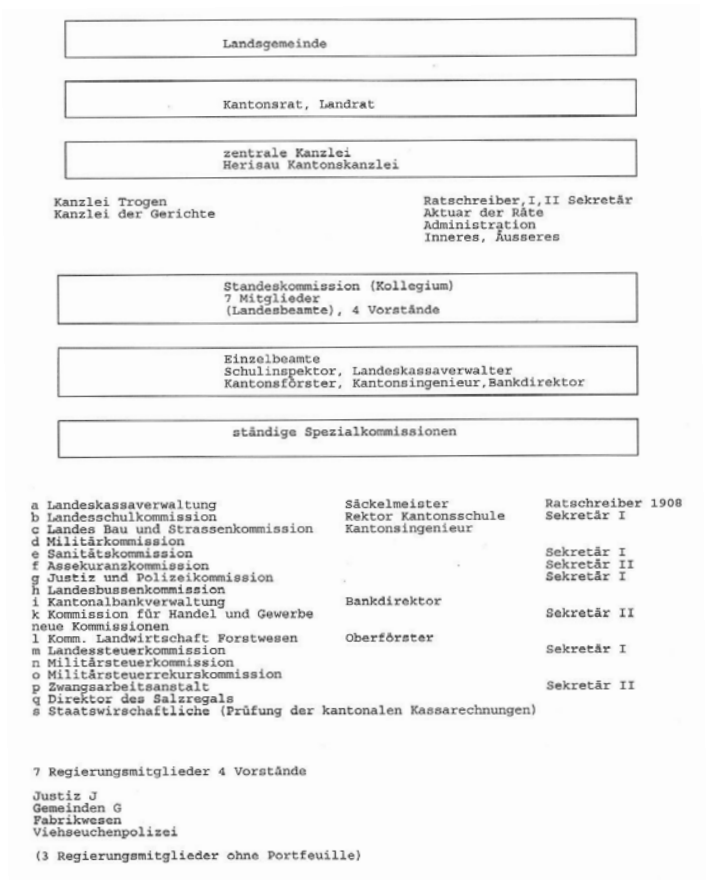 Landsgemeinde
Kantonsrat, Landrat
zentrale Kanzlei
Herisau Kantonskanzlei
Kanzlei Trogen
Kanzlei der Gerichte
Ratschreiber,I,II Sekretär
Aktuar der Räte
Administration
Inneres, Äusseres
Standeskommission (Kollegium)
7 Mitglieder
(Landesbeamte), 4 Vorstände
Einzelbeamte
Schulinspektor, Landeskassaverwalter
Kantonsförster, Kantonsingenieur,Bankdirektor
ständige Spezialkommissionen
a Landeskassaverwaltung Säckelmeister Ratschreiber 1908
b Landesschulkommission Rektor Kantonsschule Sekretär I
c Landes Bau und Strassenkommission Kantonsingenieur
d Militärkommission
e Sanitätskommission Sekretär I
f Assekuranzkommission Sekretär II
g Justiz und Polizeikommission Sekretär I
h Landesbussenkommission
i Kantonalbankverwaltung Bankdirektor
k Kommission für Handel und Gewerbe Sekretär II
neue Kommissionen
l Komm. Landwirtschaft Forstwesen Oberförster
m Landessteuerkommission Sekretär I
n Militärsteuerkommission
o Militärsteuerrekurskommission
p Zwangsarbeitsanstalt Sekretär II
q Direktor des Salzregals
s Staatswirtschaftliche (Prüfung der kantonalen Kassarechnungen)
7 Regierungsmitglieder 4 Vorstände
Justiz J
Gemeinden G
Fabrikwesen
Viehseuchenpolizei
(3 Regierungsmitglieder ohne Portfeuille)